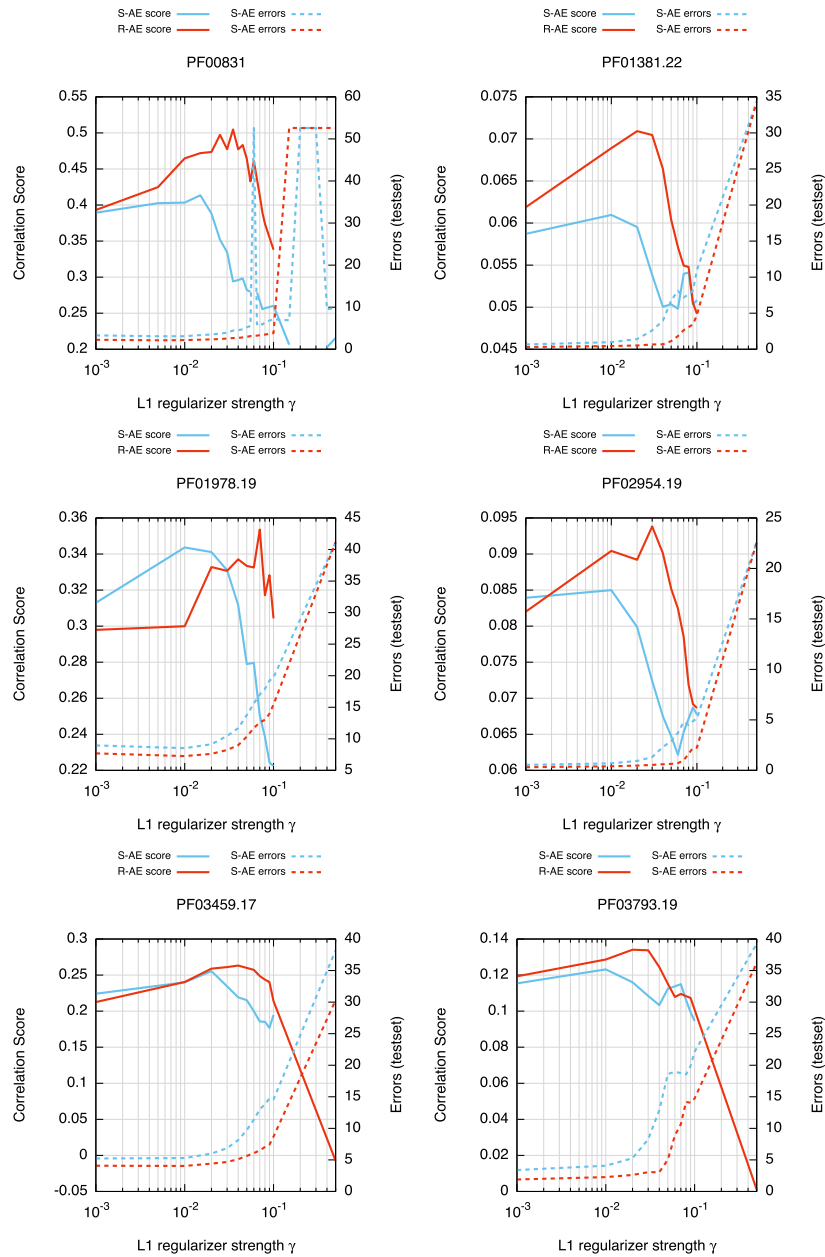 S-AE score S-AE errors
R-AE score S-AE errors
PF00831
Correlation Score
Errors (testset)
0.55
0.5
0.45
0.4
0.35
0.3
0.25
0.2
60
50
40
30
20
10
0
10-3 10-2 10-1
L1 regularizer strength γ
S-AE score S-AE errors
R-AE score S-AE errors
PF01381.22
Correlation Score
Errors (testset)
0.075
0.07
0.065
0.06
0.055
0.05
0.045
35
30
25
20
15
10
5
0
10-3 10-2 10-1
L1 regularizer strength γ
S-AE score S-AE errors
R-AE score S-AE errors
PF01978.19
Correlation Score
Errors (testset)
0.36
0.34
0.32
0.3
0.28
0.26
0.24
0.22
45
40
35
30
25
20
15
10
5
10-3 10-2 10-1
L1 regularizer strength γ
S-AE score S-AE errors
R-AE score S-AE errors
PF02954.19
Correlation Score
Errors (testset)
0.095
0.09
0.085
0.08
0.075
0.07
0.065
0.06
25
20
15
10
5
0
10-3 10-2 10-1
L1 regularizer strength γ
S-AE score S-AE errors
R-AE score S-AE errors
PF03459.17
Correlation Score
Errors (testset)
0.3
0.25
0.2
0.15
0.1
0.05
0
-0.05
40
35
30
25
20
15
10
5
0
10-3 10-2 10-1
L1 regularizer strength γ
S-AE score S-AE errors
R-AE score S-AE errors
PF03793.19
Correlation Score
Errors (testset)
0.14
0.12
0.1
0.08
0.06
0.04
0.02
0
40
35
30
25
20
15
10
5
0
10-3 10-2 10-1
L1 regularizer strength γ